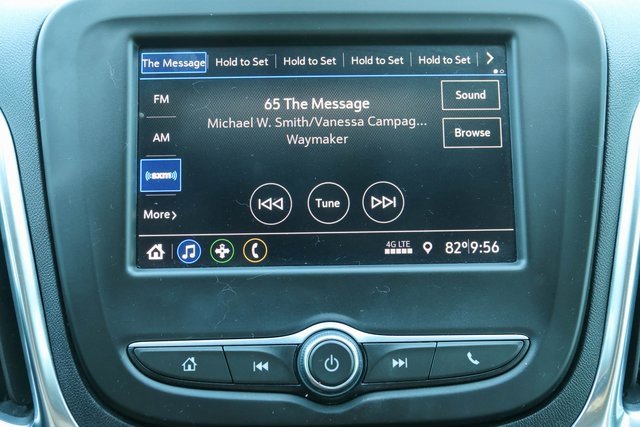 The Message Hold to Set Hold to Set Hold to Set Hold to Set
FM
65 The Message
Sound
Michael W. Smith/Vanessa Campag...
AM
Browse
Waymaker
((sxm))
Tune
More
4G LTE
82° 9:56